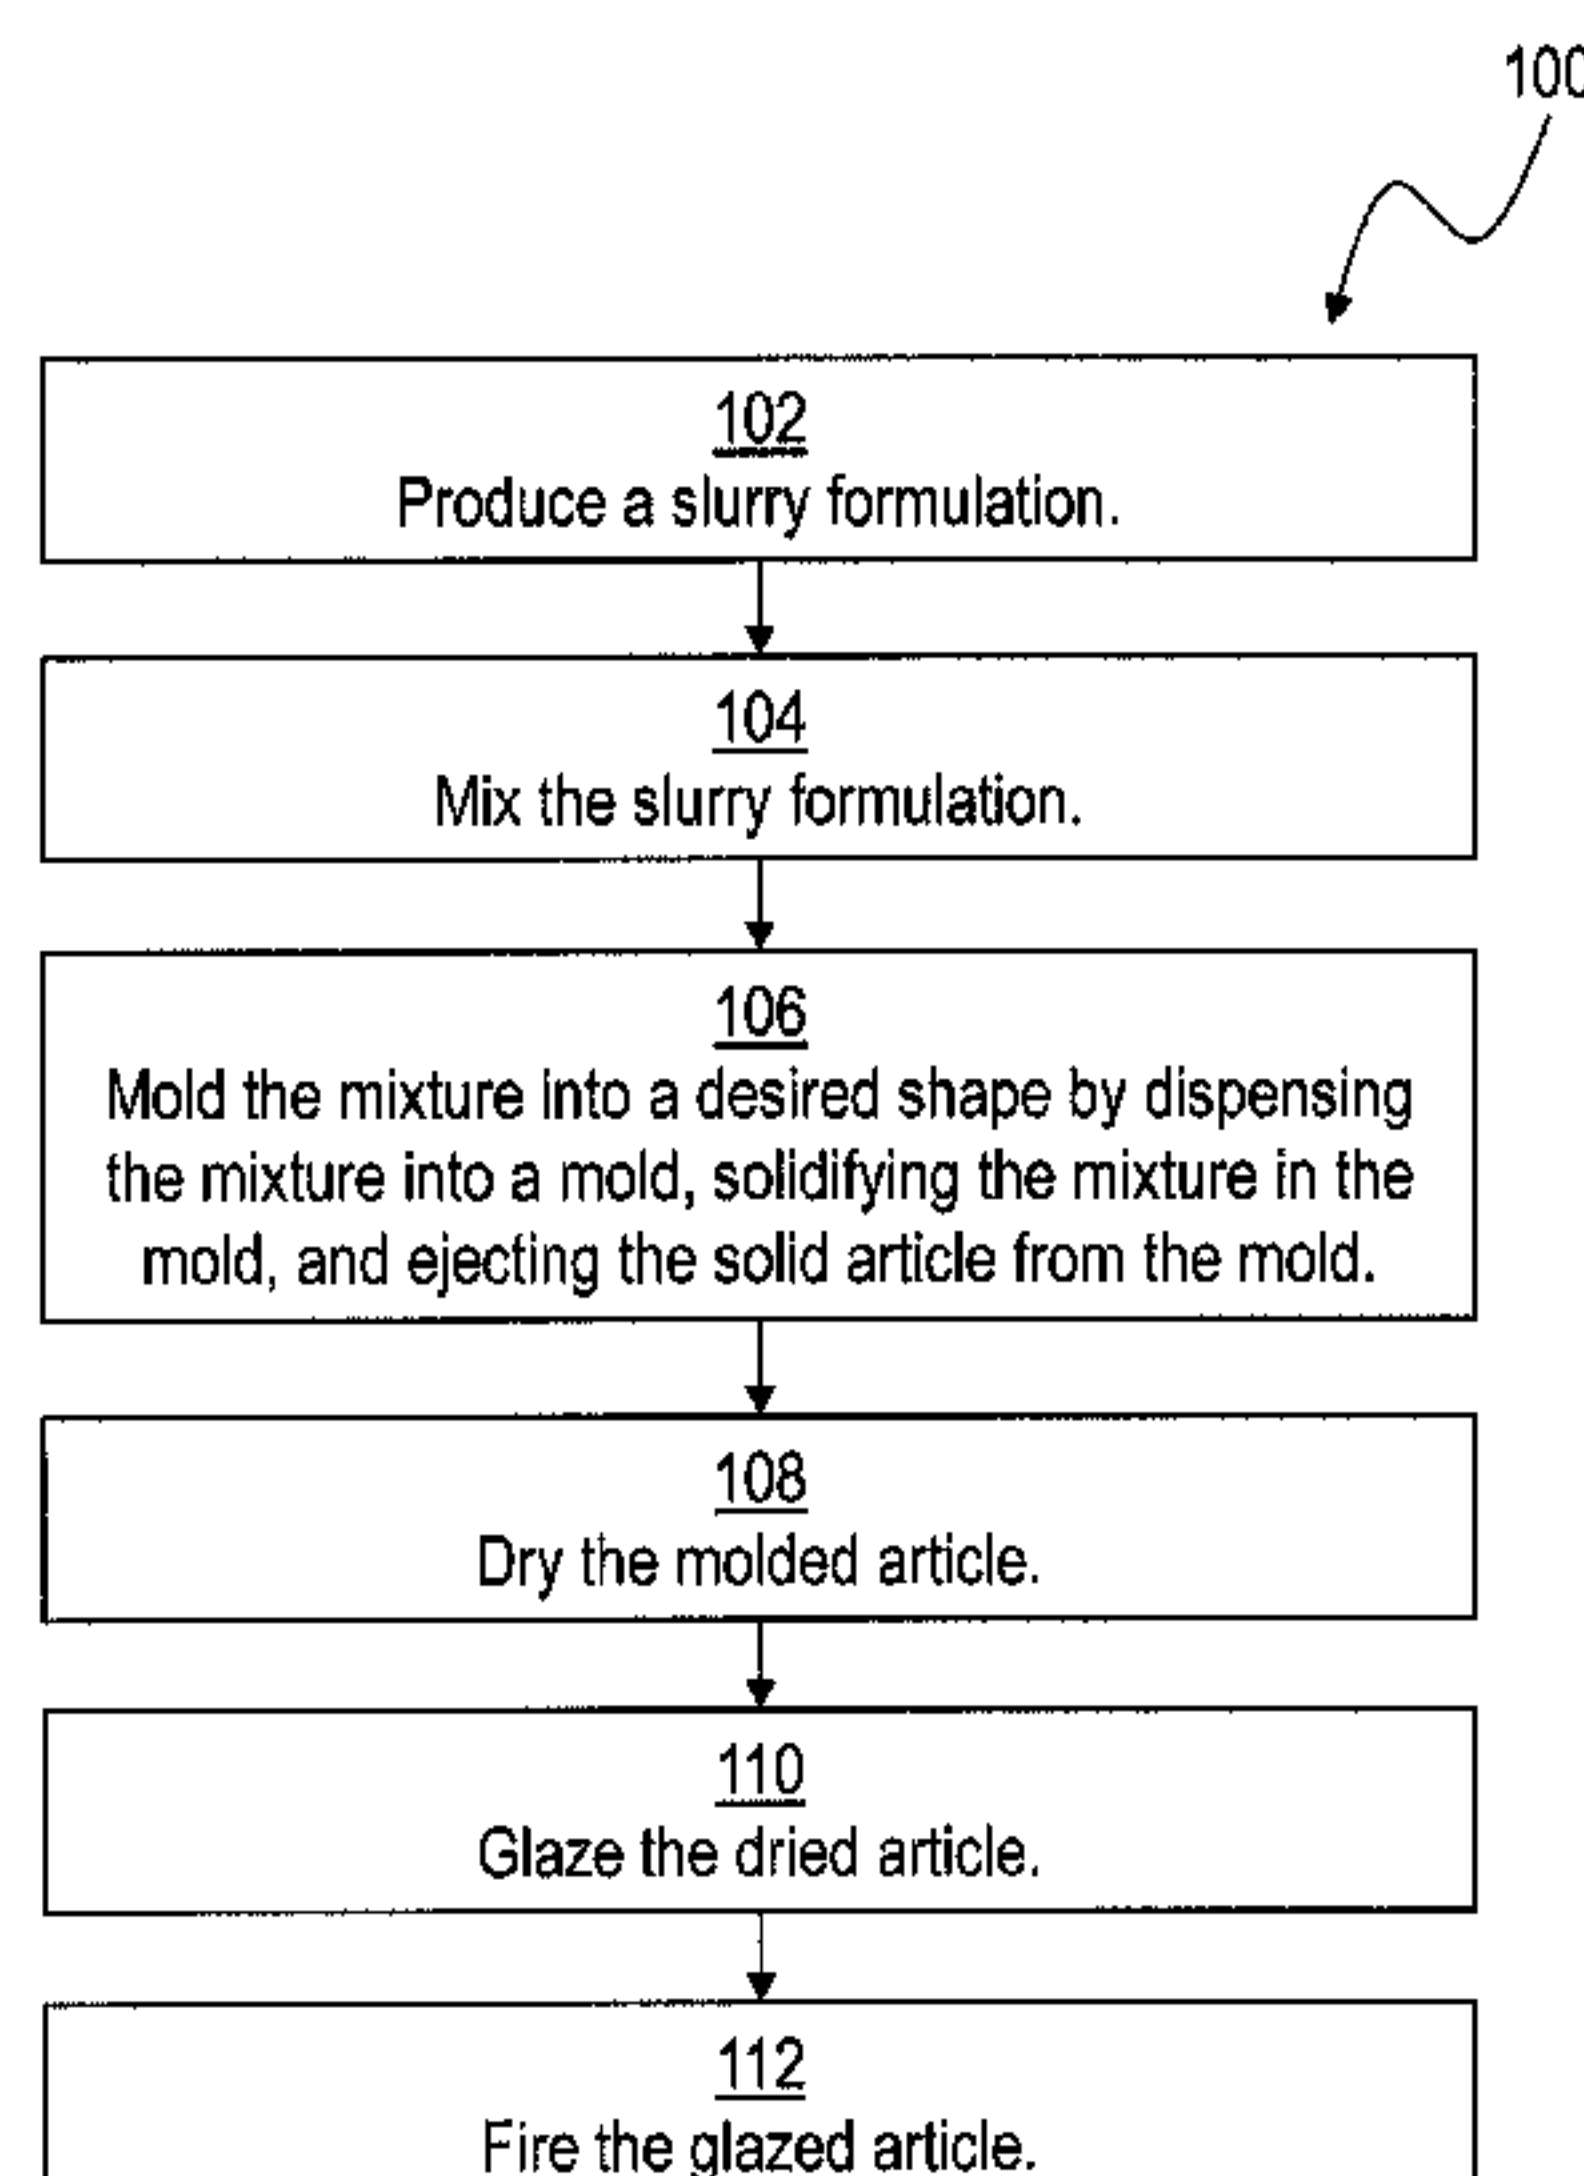 100
102
Produce a slurry formulation.
104
Mix the slurry formulation.
106
Mold the mixture into a desired shape by dispensing
the mixture into a mold, solidifying the mixture in the
mold, and ejecting the solid article from the mold.
108
Dry the molded article.
110
Glaze the dried article.
112
Fire the glazed article.